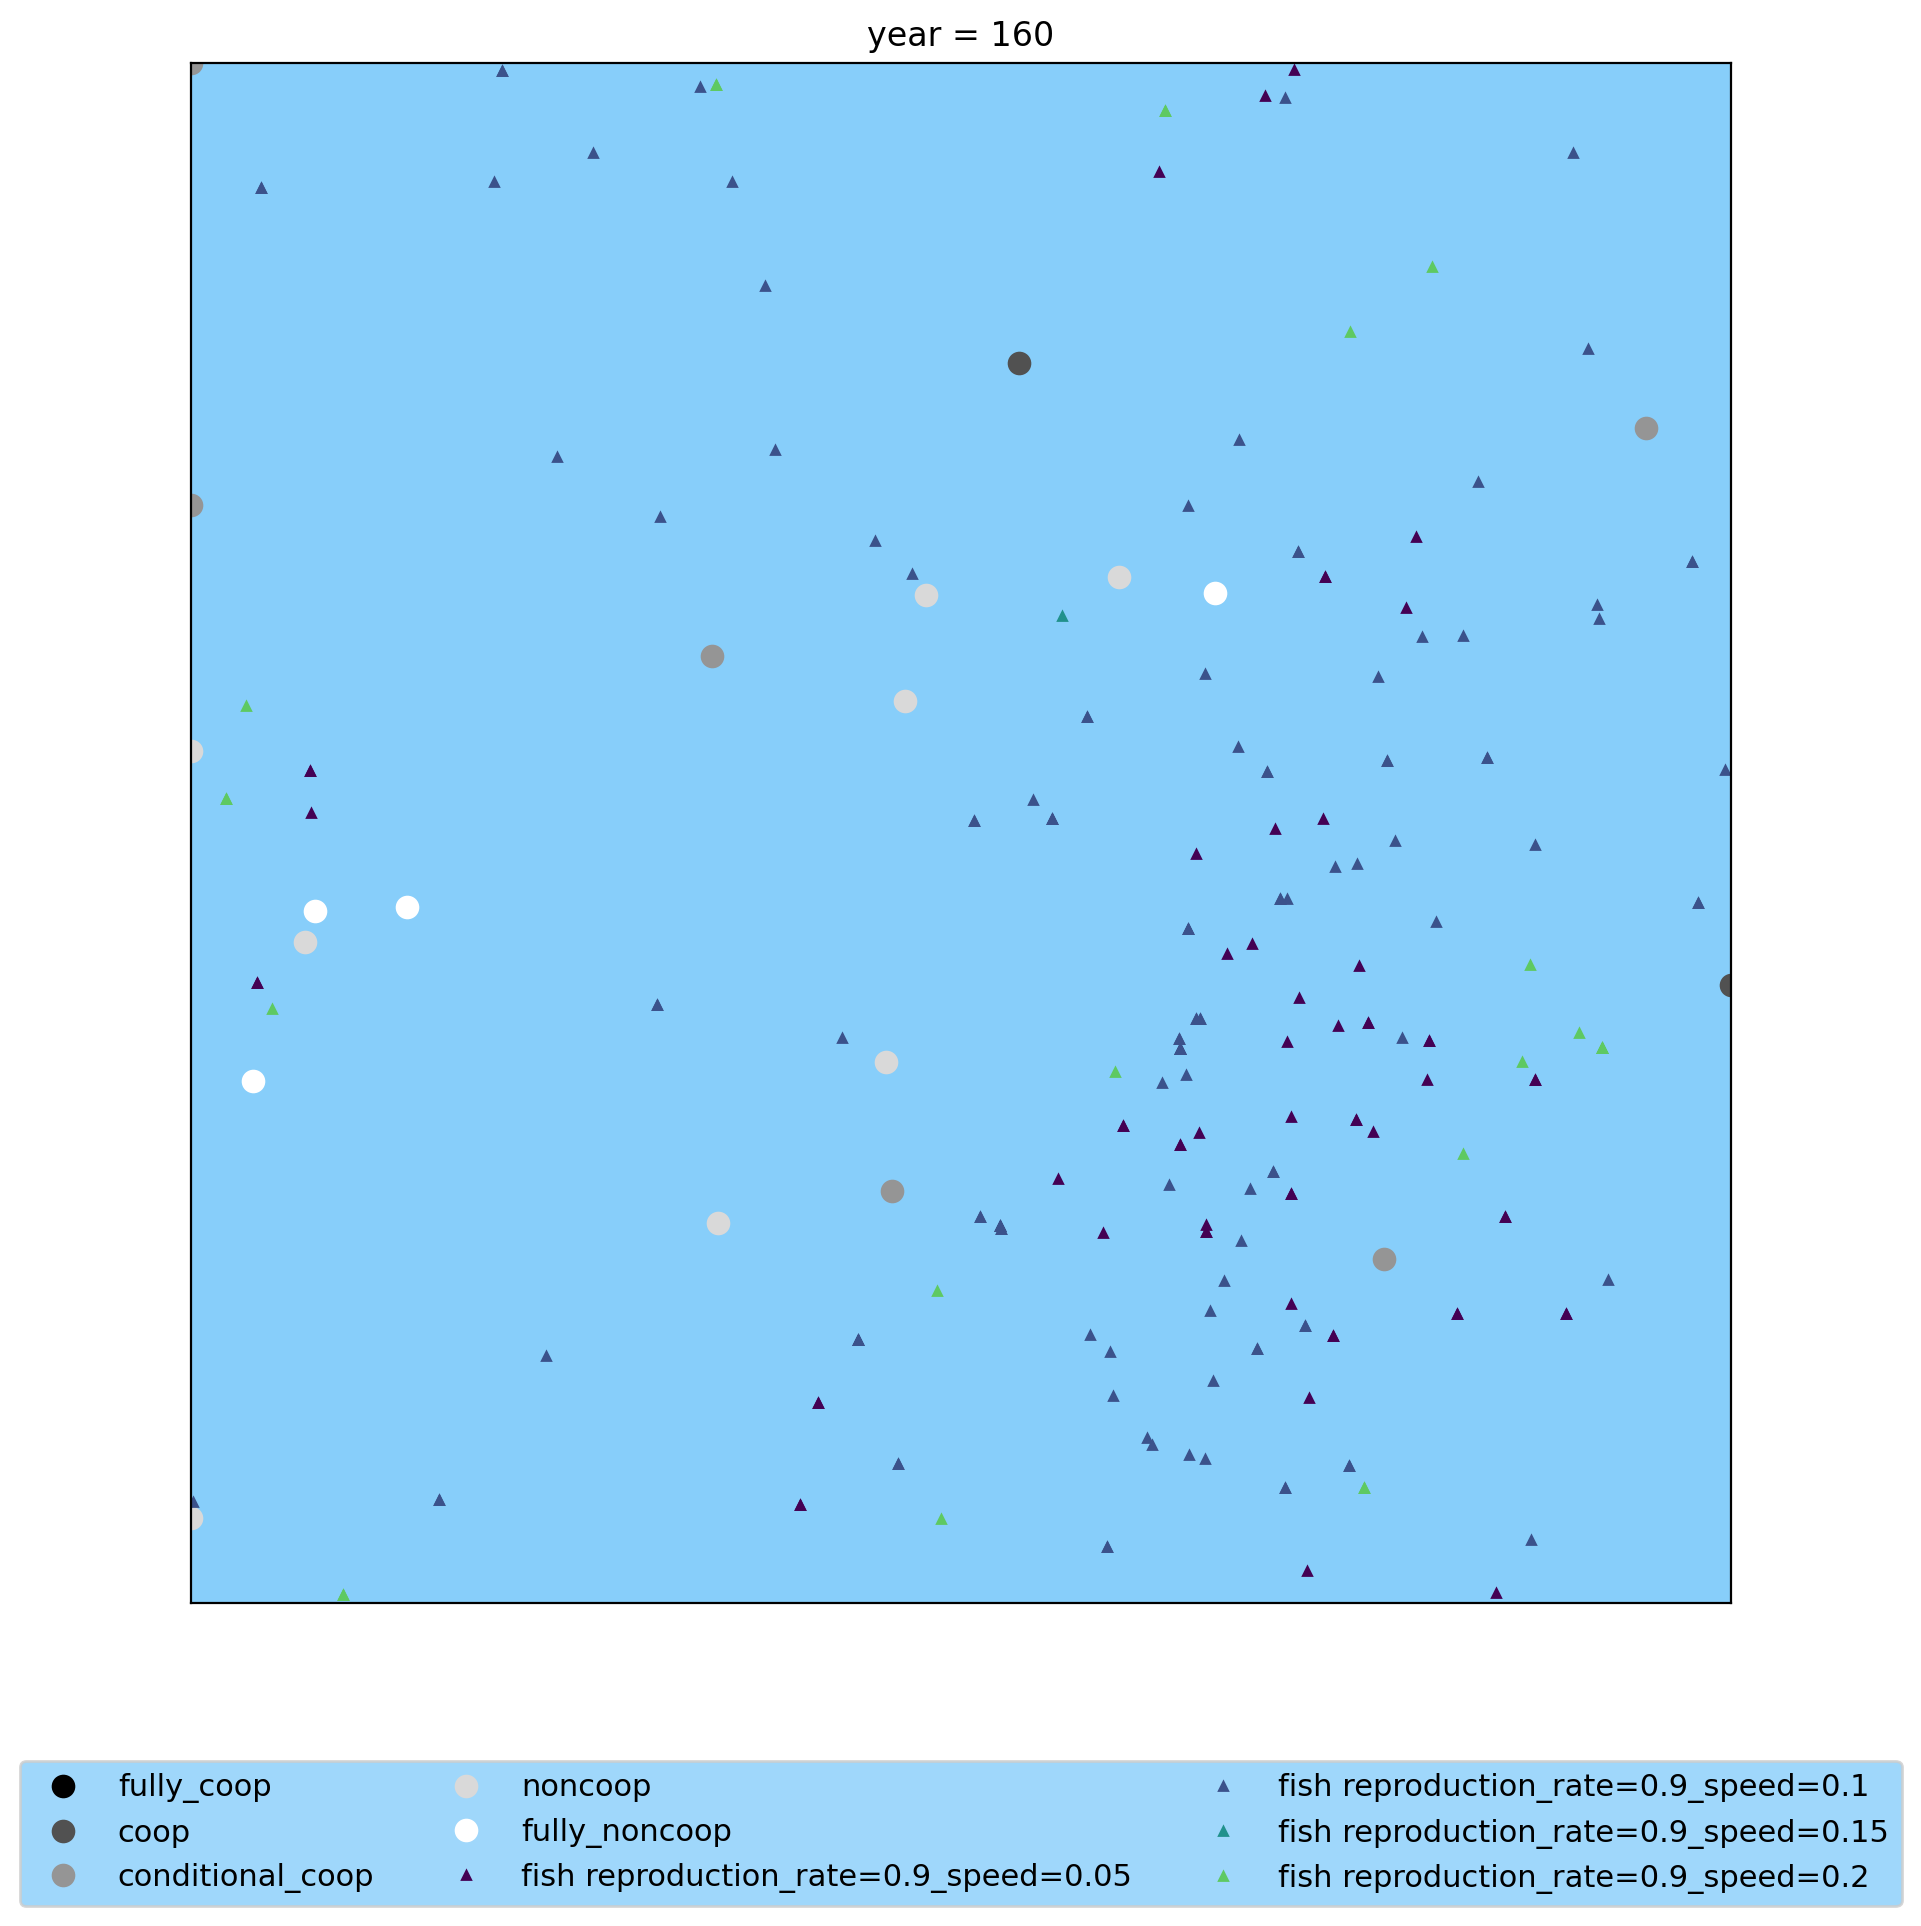 year = 160
fully_coop
coop
conditional_coop
noncoop
fully_noncoop
fish reproduction_rate=0.9_speed=0.05
fish reproduction_rate=0.9_speed=0.1
fish reproduction_rate=0.9_speed=0.15
fish reproduction_rate=0.9_speed=0.2